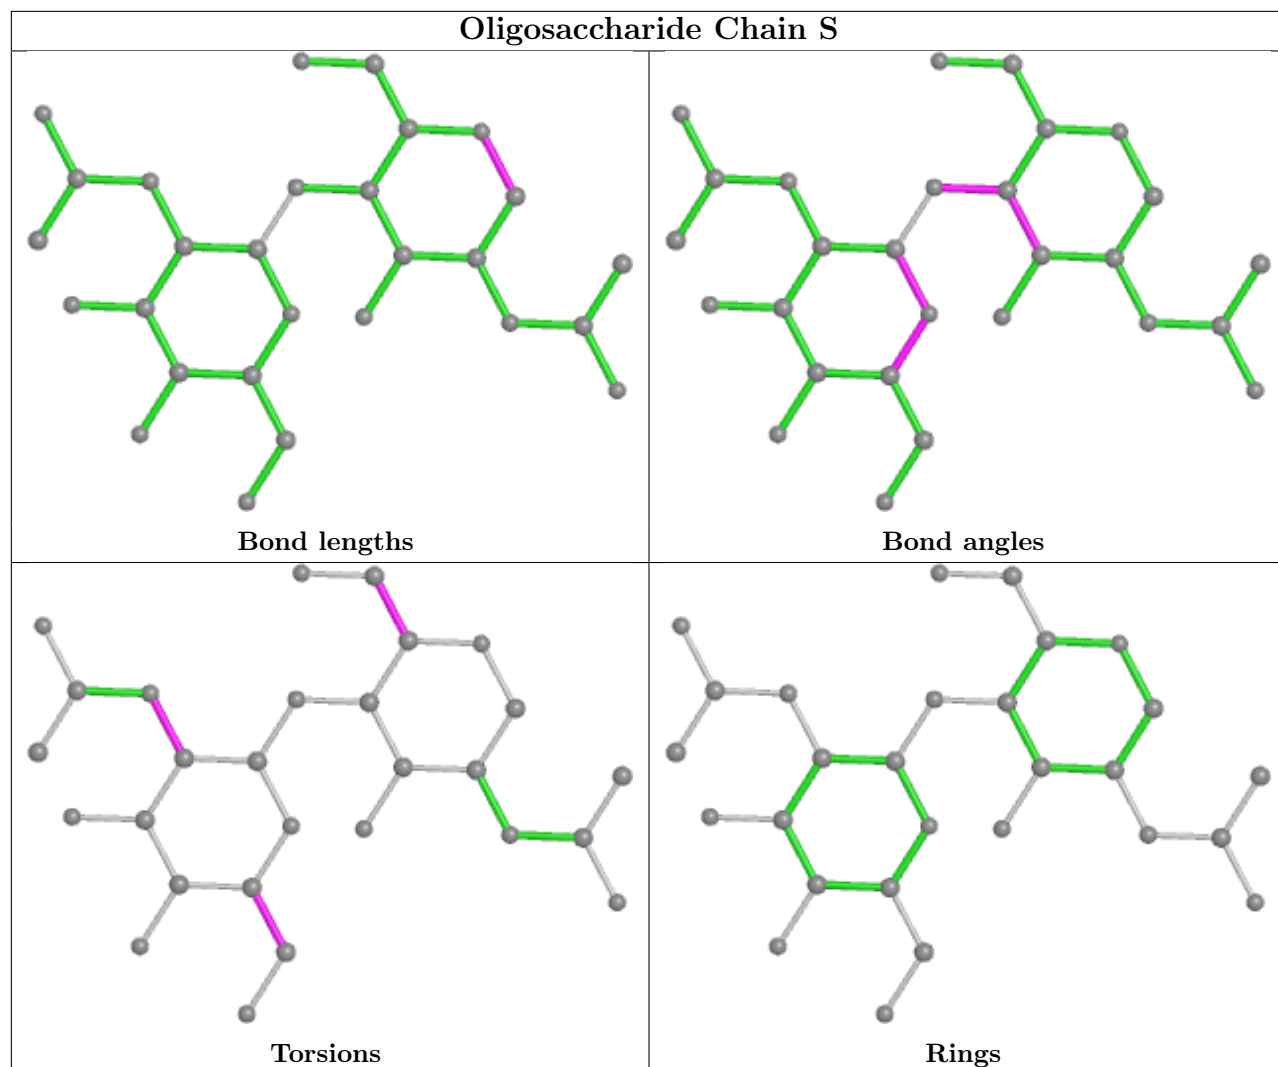 Oligosaccharide Chain S
Bond lengths
Bond angles
Torsions
Rings